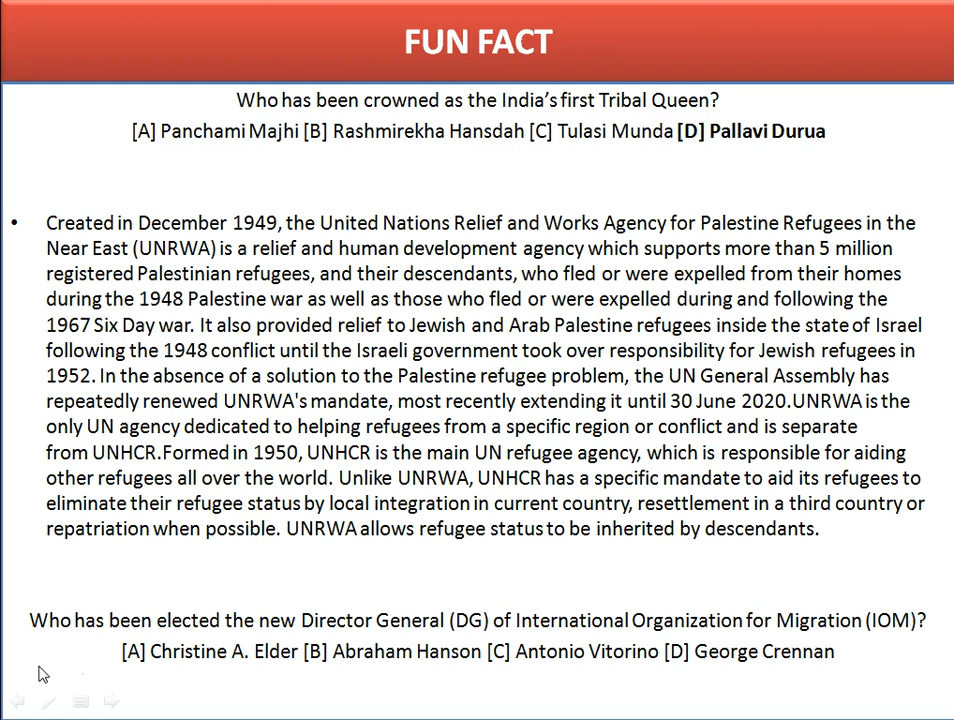 FUN FACT
Who has been crowned as the India’s first Tribal Queen?
[A] Panchami Majhi [B] Rashmirekha Hansdah [C] Tulasi Munda [D] Pallavi Durua
• Created in December 1949, the United Nations Relief and Works Agency for Palestine Refugees in the
Near East (UNRWA) is a relief and human development agency which supports more than 5 million
registered Palestinian refugees, and their descendants, who fled or were expelled from their homes
during the 1948 Palestine war as well as those who fled or were expelled during and following the
1967 Six Day war. It also provided relief to Jewish and Arab Palestine refugees inside the state of Israel
following the 1948 conflict until the Israeli government took over responsibility for Jewish refugees in
1952. In the absence of a solution to the Palestine refugee problem, the UN General Assembly has
repeatedly renewed UNRWA's mandate, most recently extending it until 30 June 2020.UNRWA is the
only UN agency dedicated to helping refugees from a specific region or conflict and is separate
from UNHCR.Formed in 1950, UNHCR is the main UN refugee agency, which is responsible for aiding
other refugees all over the world. Unlike UNRWA, UNHCR has a specific mandate to aid its refugees to
eliminate their refugee status by local integration in current country, resettlement in a third country or
repatriation when possible. UNRWA allows refugee status to be inherited by descendants.
Who has been elected the new Director General (DG) of International Organization for Migration (IOM)?
[A] Christine A. Elder [B] Abraham Hanson [C] Antonio Vitorino [D] George Crennan